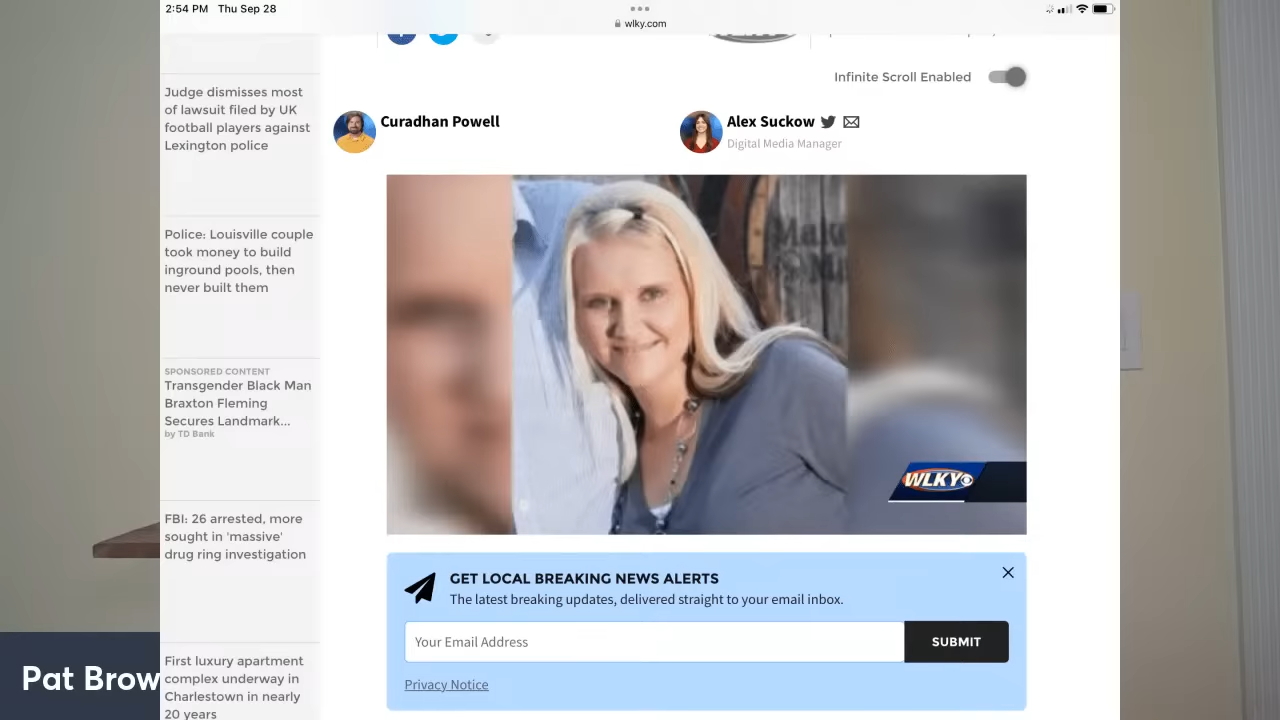 2:54 PM Thu Sep 28
wlky.com
Infinite Scroll Enabled
Judge dismisses most
of lawsuit filed by UK
football players against
Lexington police
Curadhan Powell
Alex Suckow
Digital Media Manager
Police: Louisville couple
took money to build
inground pools, then
never built them
SPONSORED CONTENT
Transgender Black Man
Braxton Fleming
Secures Landmark...
by TD Bank
WLKY
FBI: 26 arrested, more
sought in 'massive'
drug ring investigation
GET LOCAL BREAKING NEWS ALERTS
The latest breaking updates, delivered straight to your email inbox.
Your Email Address
SUBMIT
Privacy Notice
First luxury apartment
complex underway in
Charlestown in nearly
20 years
Pat Brow